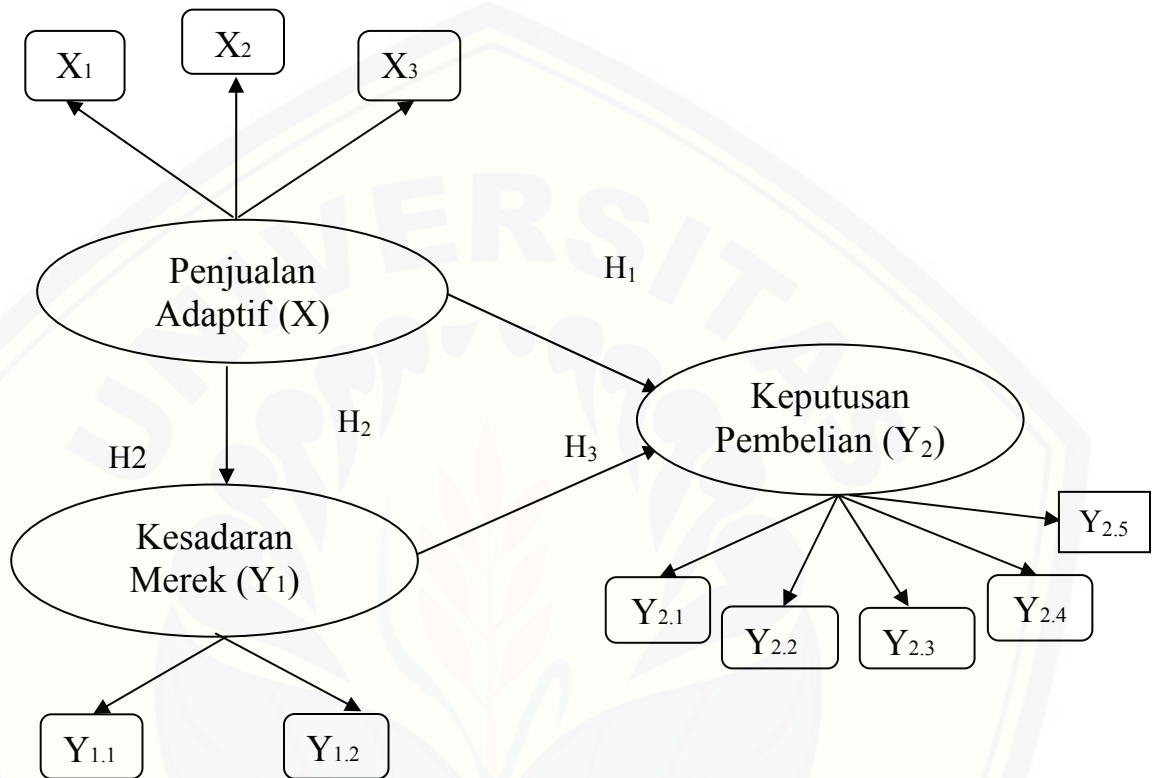 X₁
X₂
X₃
Penjualan
Adaptif (X)
H₁
Keputusan
Pembelian (Y₂)
H₂
H2
H₃
Kesadaran
Merek (Y₁)
Y₂.₅
Y₂.₁
Y₂.₂
Y₂.₃
Y₂.₄
Y₁.₁
Y₁.₂
UNIVERSITAS